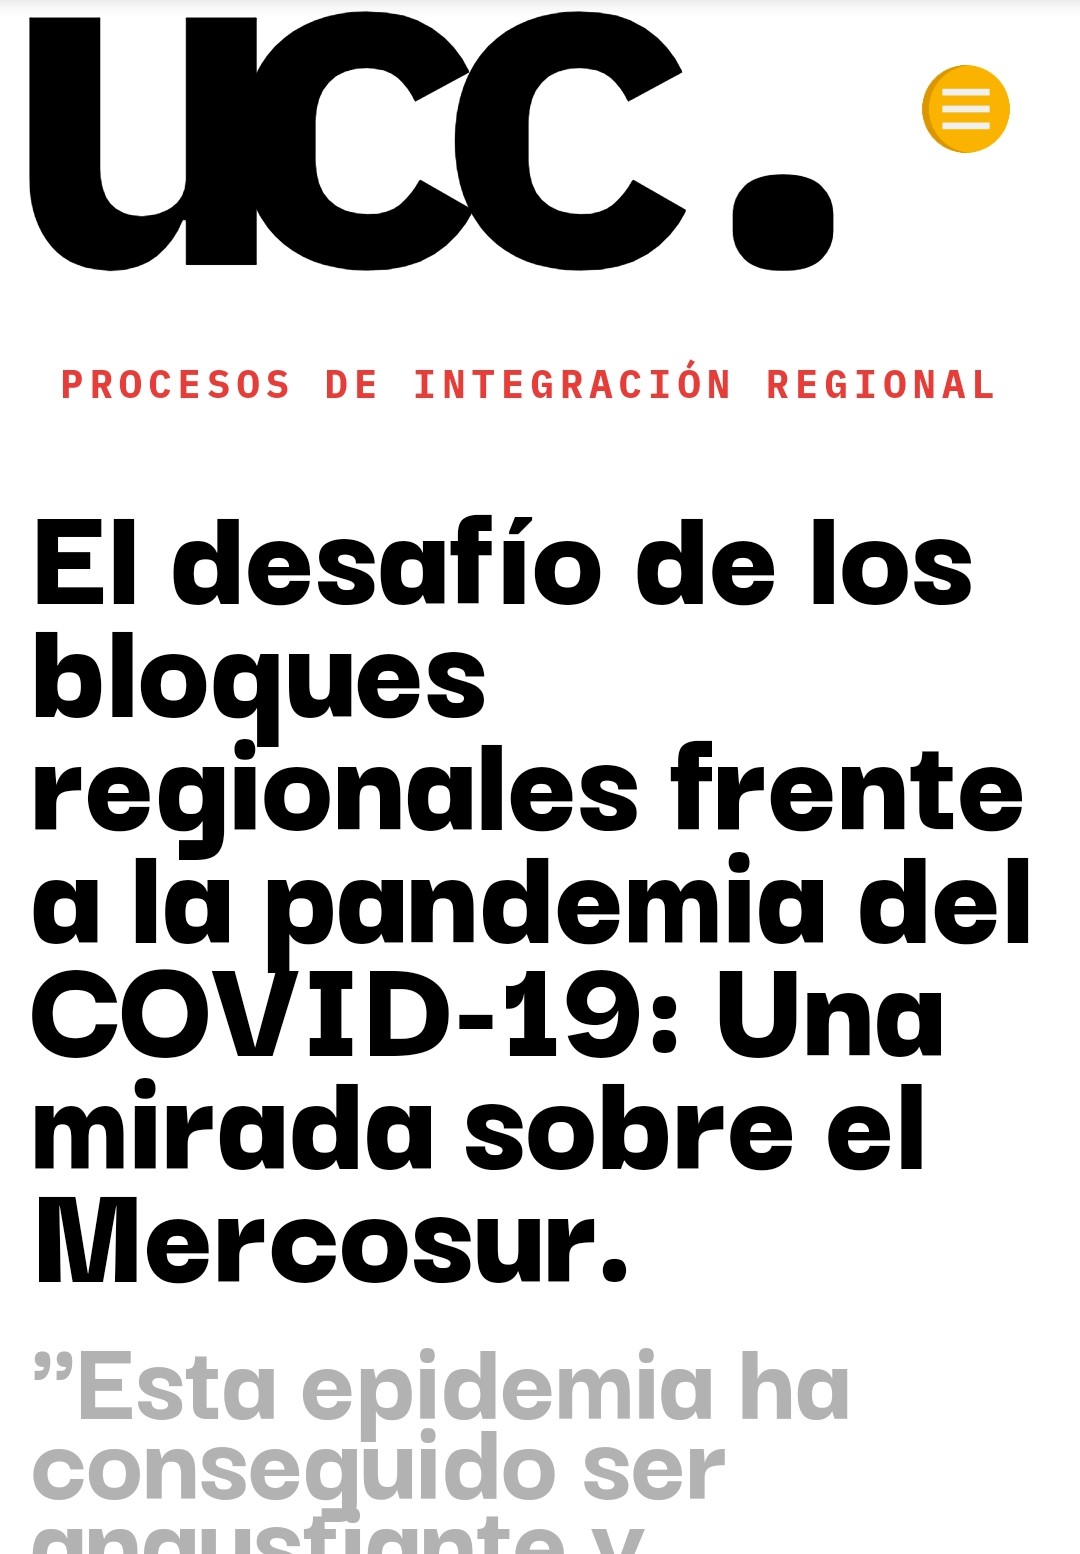 ucc.
PROCESOS DE INTEGRACIÓN REGIONAL
El desafío de los
bloques
regionales frente
a la pandemia del
COVID-19: Una
mirada sobre el
Mercosur.
”Esta epidemia ha
conseguido ser
angustiante y